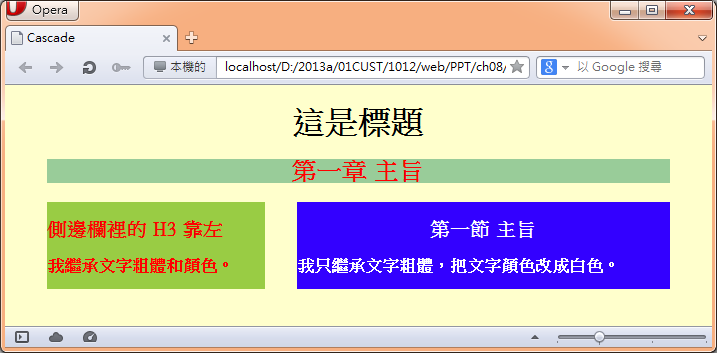 Opera
Cascade
本機的 localhost/D:/2013a/01CUST/1012/web/PPT/ch08/ 以 Google 搜尋
這是標題
第一章 主旨
側邊欄裡的 H3 靠左
我繼承文字粗體和顏色。
第一節 主旨
我只繼承文字粗體，把文字顏色改成白色。